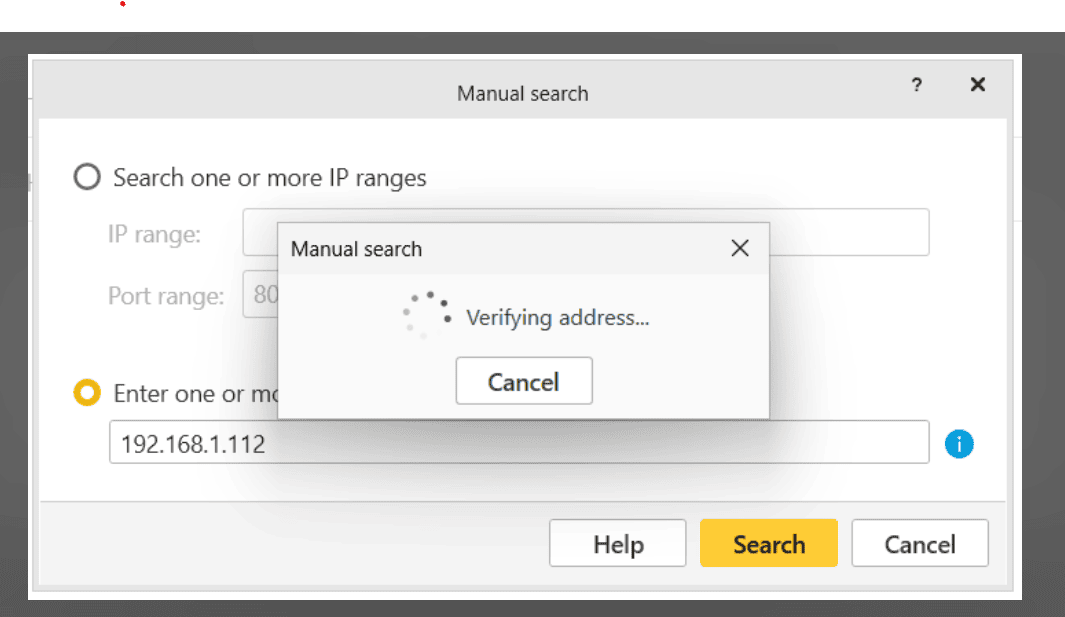 Manual search
?
Search one or more IP ranges
IP range:
Manual search
Port range: 80
Verifying address...
Cancel
Enter one or mo
192.168.1.112
i
Help
Search
Cancel